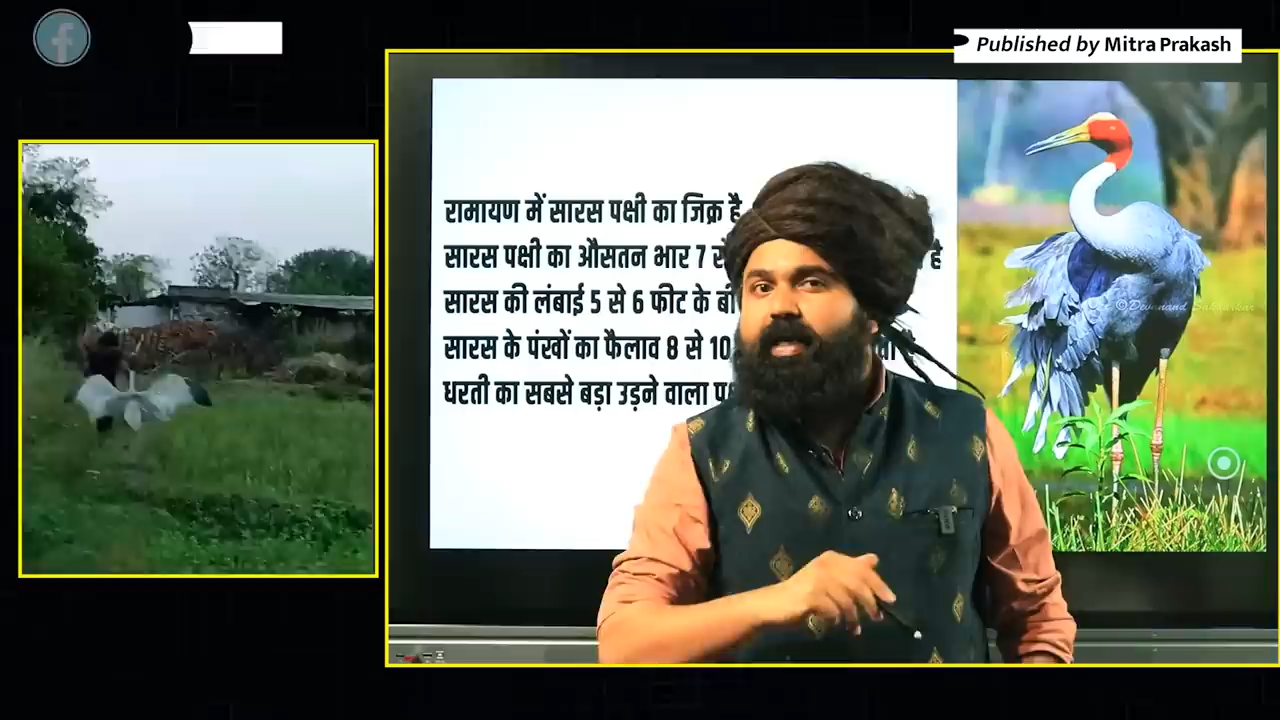 Published by Mitra Prakash
रामायण में सारस पक्षी का जिक्र है
सारस पक्षी का औसतन भार 7 है
सारस की लंबाई 5 से 6 फीट के
सारस के पंखों का फैलाव 8 से 10
धरती का सबसे बड़ा उड़ने वाला
©Devanand